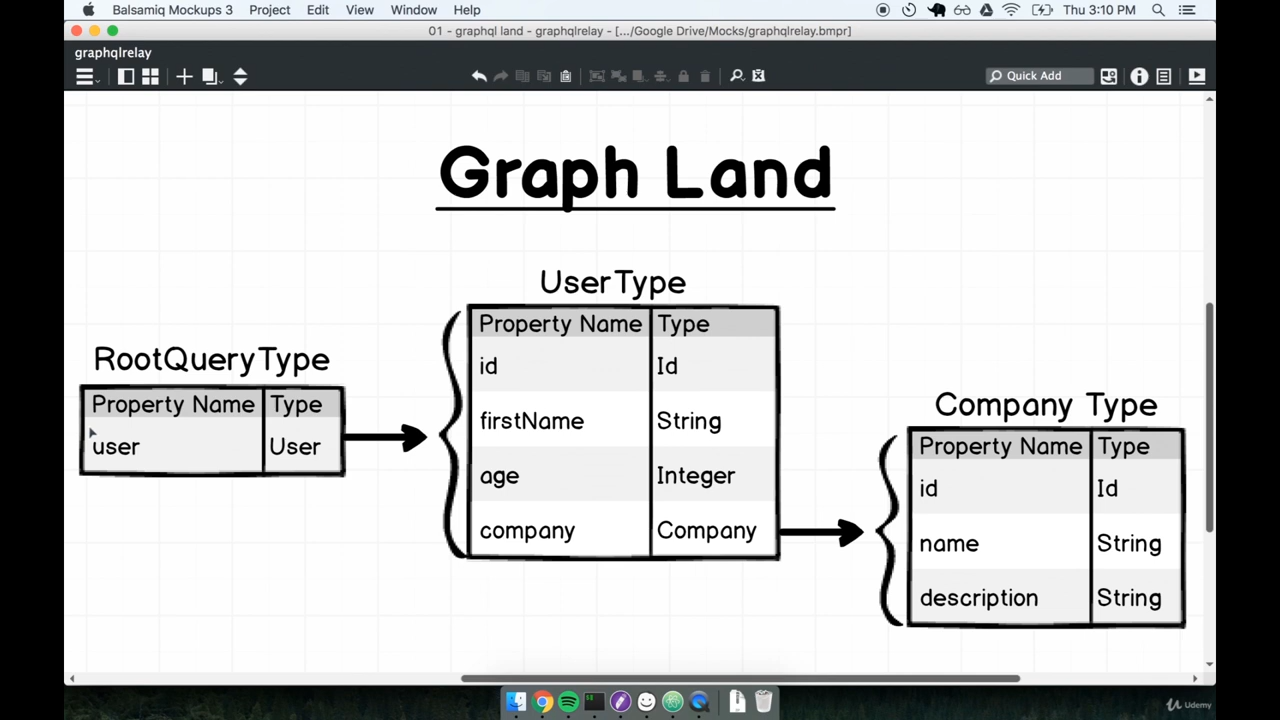 Balsamiq Mockups 3 Project Edit View Window Help Thu 3:10 PM
01 - graphql land - graphqlrelay - [.../Google Drive/Mocks/graphqlrelay.bmpr]
graphqlrelay
Quick Add
Graph Land
RootQueryType
Property Name Type
user User
UserType
Property Name Type
id Id
firstName String
age Integer
company Company
Company Type
Property Name Type
id Id
name String
description String
Udemy